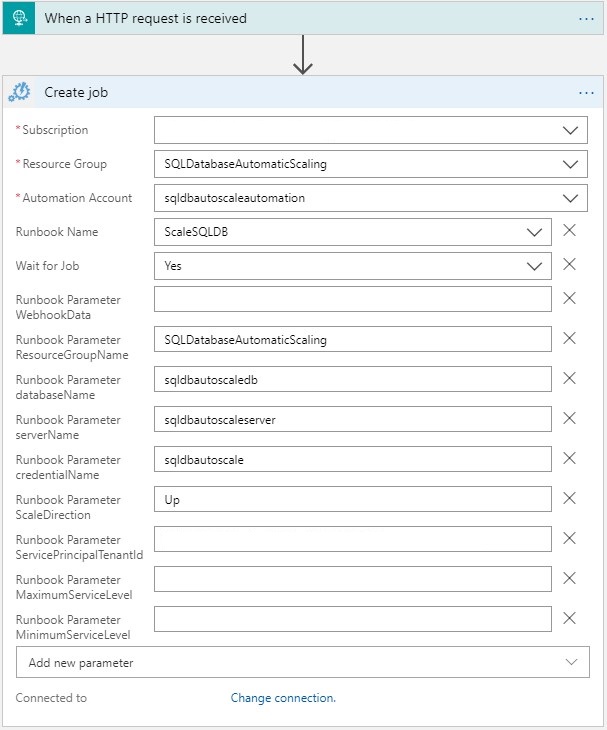 When a HTTP request is received
...
Create job
...
* Subscription
* Resource Group
SQLDatabaseAutomaticScaling
* Automation Account
sqldbautoscaleautomation
Runbook Name
ScaleSQLDB
Wait for Job
Yes
Runbook Parameter
WebhookData
Runbook Parameter
ResourceGroupName
SQLDatabaseAutomaticScaling
Runbook Parameter
databaseName
sqldbautoscaledb
Runbook Parameter
serverName
sqldbautoscaleserver
Runbook Parameter
credentialName
sqldbautoscale
Runbook Parameter
ScaleDirection
Up
Runbook Parameter
ServicePrincipalTenantId
Runbook Parameter
MaximumServiceLevel
Runbook Parameter
MinimumServiceLevel
Add new parameter
Connected to
Change connection.